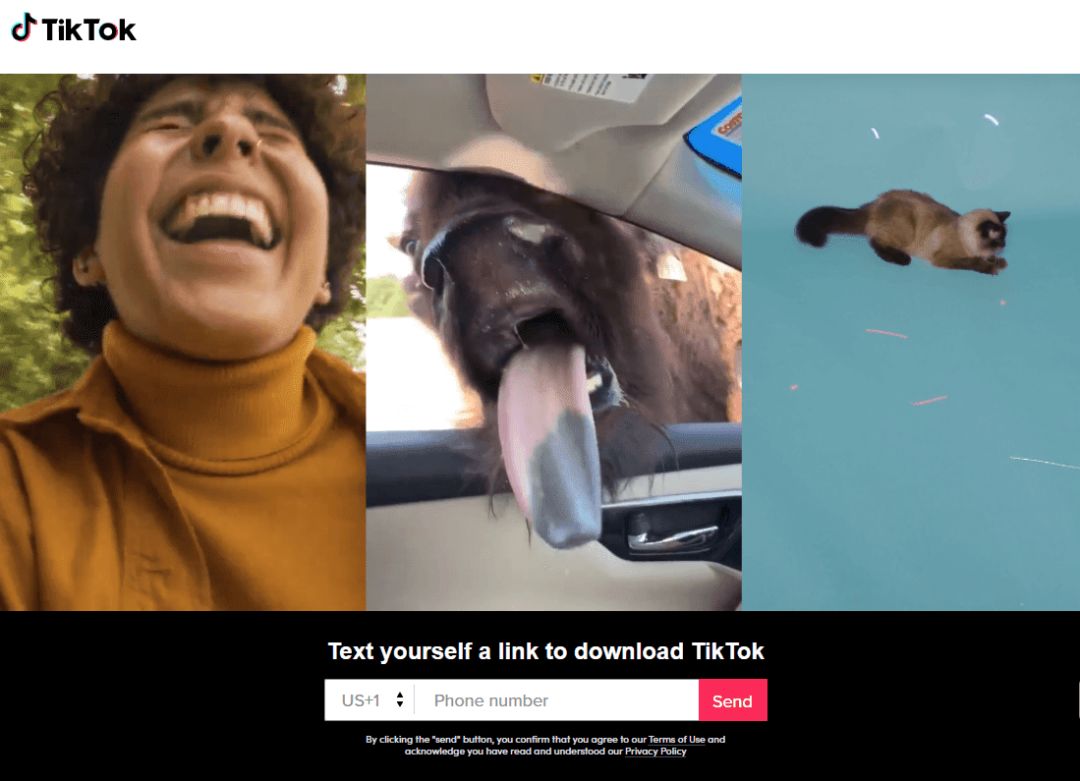 TikTok
Text yourself a link to download TikTok
US+1 Phone number Send
By clicking the "send" button, you confirm that you agree to our Terms of Use and
acknowledge you have read and understood our Privacy Policy